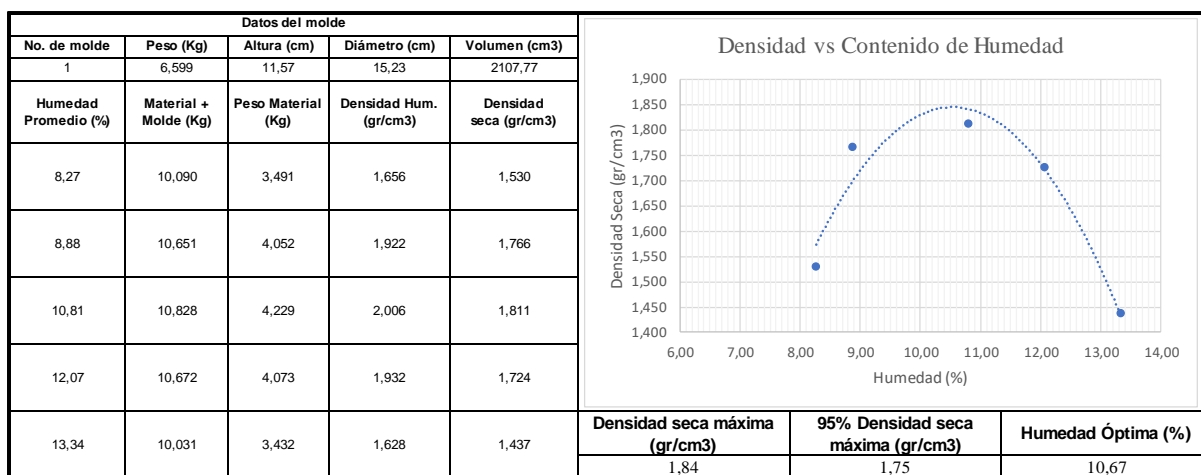 Datos del molde
No. de molde Peso (Kg) Altura (cm) Diámetro (cm) Volumen (cm3)
1 6,599 11,57 15,23 2107,77
Humedad Promedio (%) Material + Molde (Kg) Peso Material (Kg) Densidad Hum. (gr/cm3) Densidad seca (gr/cm3)
8,27 10,090 3,491 1,656 1,530
8,88 10,651 4,052 1,922 1,766
10,81 10,828 4,229 2,006 1,811
12,07 10,672 4,073 1,932 1,724
13,34 10,031 3,432 1,628 1,437
Densidad vs Contenido de Humedad
Densidad Seca (gr/cm3)
1,900
1,850
1,800
1,750
1,700
1,650
1,600
1,550
1,500
1,450
1,400
6,00 7,00 8,00 9,00 10,00 11,00 12,00 13,00 14,00
Humedad (%)
Densidad seca máxima (gr/cm3) 95% Densidad seca máxima (gr/cm3) Humedad Óptima (%)
1,84 1,75 10,67